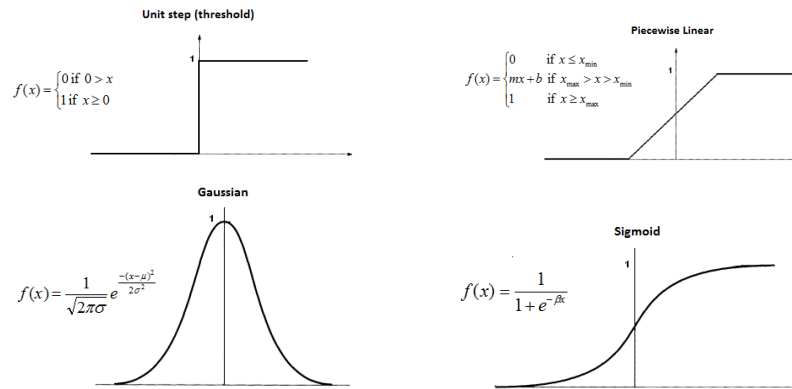 Unit step (threshold)
1
f(x)={0 if 0 > x
1 if x ≥ 0
Piecewise Linear
1
f(x)={0 if x ≤ x_min
mx+b if x_max > x > x_min
1 if x ≥ x_max
Gaussian
1
f(x)=1/√(2πσ) e^(-(x-μ)²/2σ²)
Sigmoid
1
f(x)=1/(1+e^(-βx))